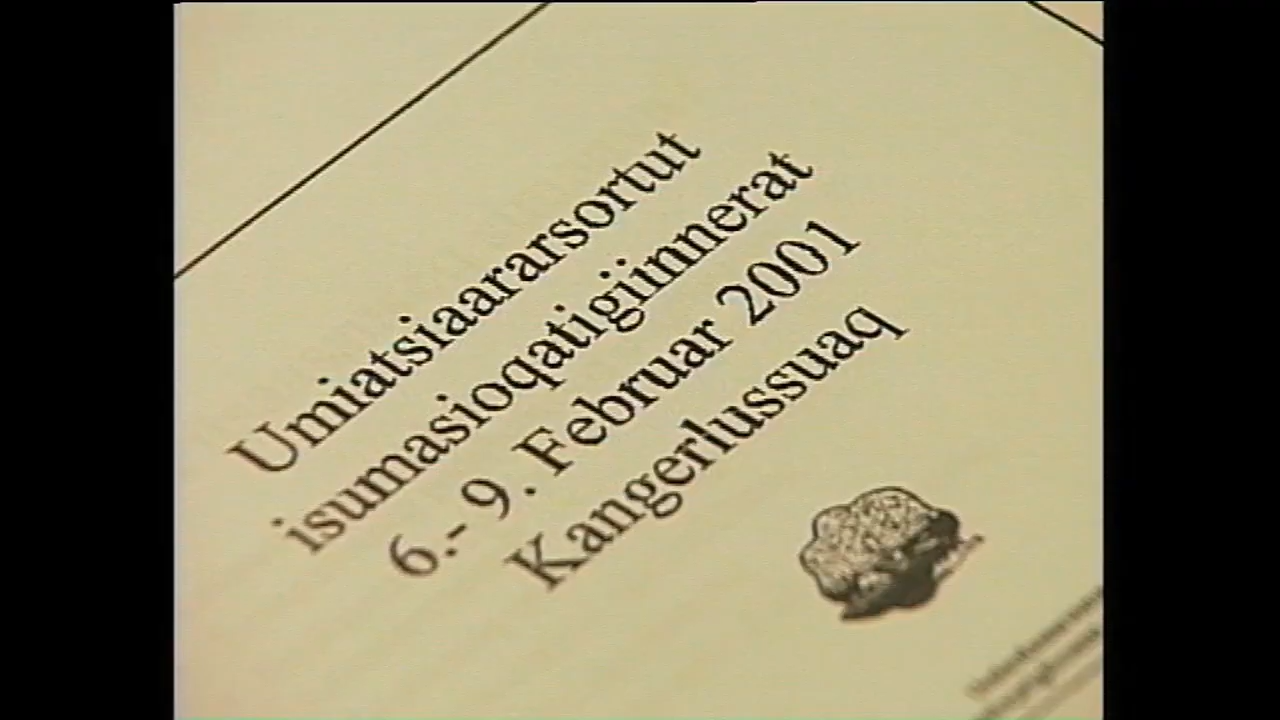 Umiatsiaararsortut
isumasioqatigiinnerat
6.- 9. Februar 2001
Kangerlussuaq